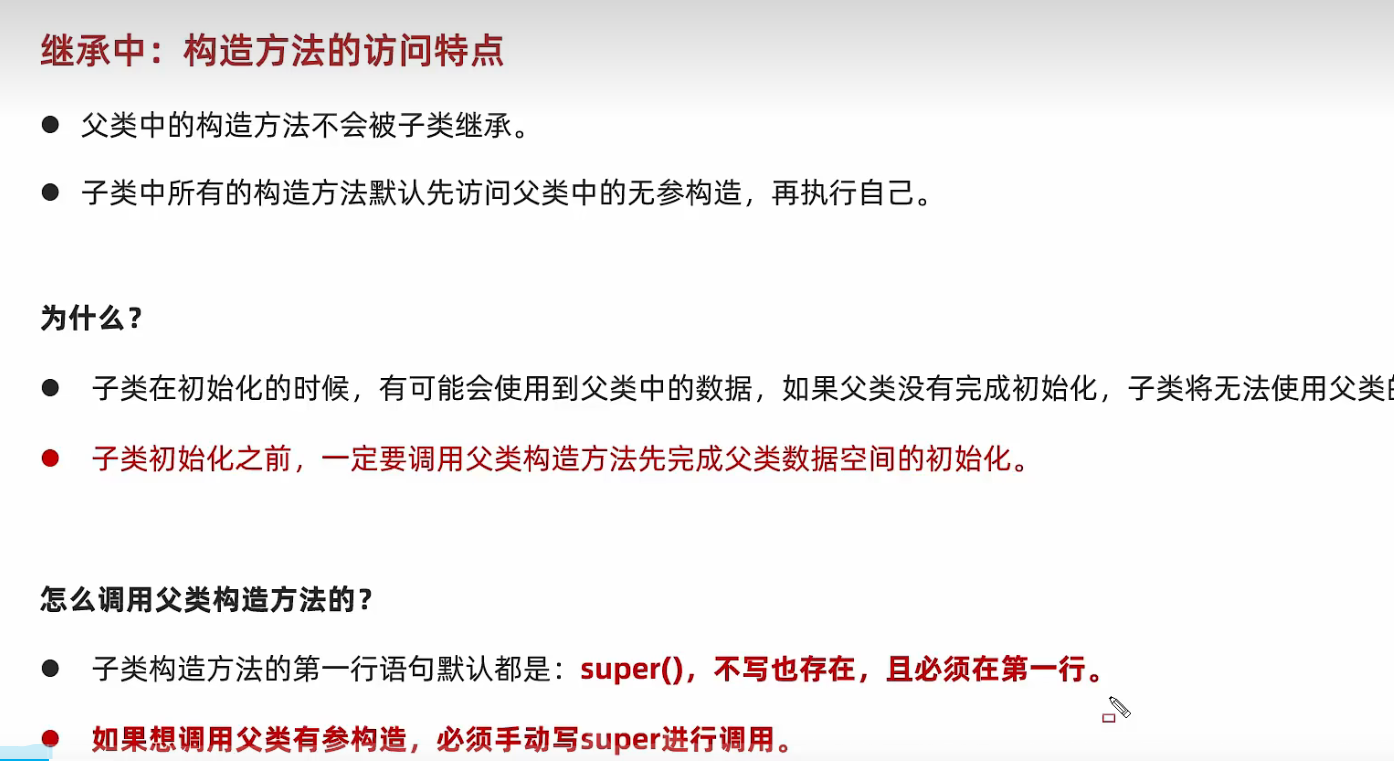 继承中：构造方法的访问特点
● 父类中的构造方法不会被子类继承。
● 子类中所有的构造方法默认先访问父类中的无参构造，再执行自己。
为什么？
● 子类在初始化的时候，有可能会使用到父类中的数据，如果父类没有完成初始化，子类将无法使用父类
● 子类初始化之前，一定要调用父类构造方法先完成父类数据空间的初始化。
怎么调用父类构造方法的？
● 子类构造方法的第一行语句默认都是：super()，不写也存在，且必须在第一行。
● 如果想调用父类有参构造，必须手动写super进行调用。